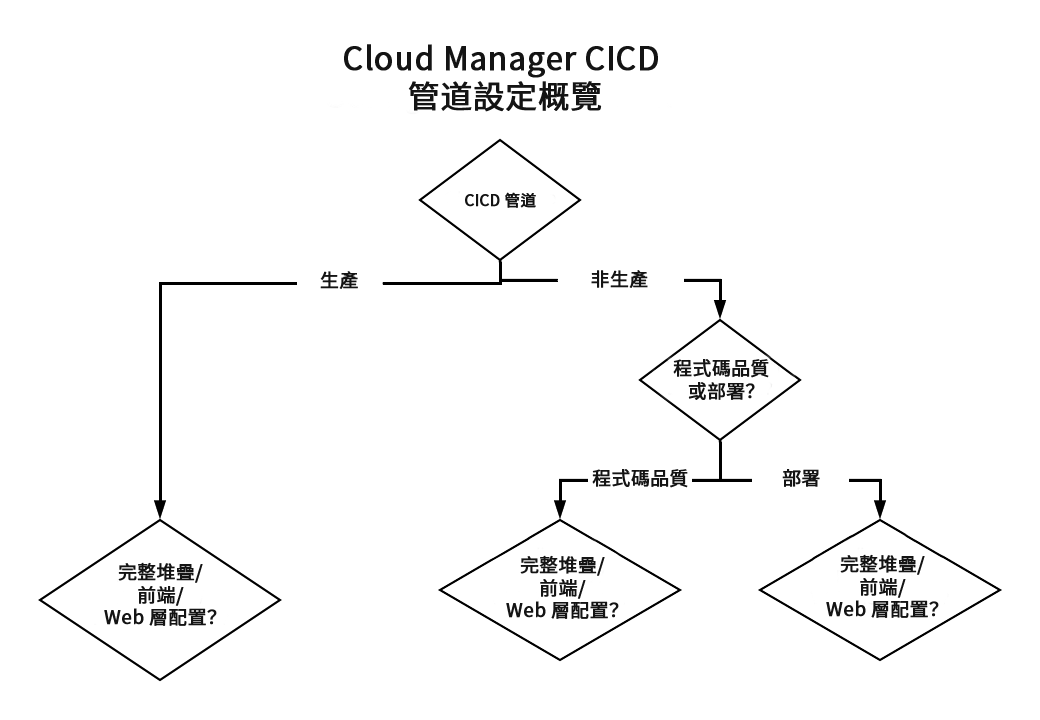 Cloud Manager CICD
管道設定概覽
CICD 管道
生產
非生產
程式碼品質
或部署?
程式碼品質
部署
完整堆疊/
前端/
Web 層配置?
完整堆疊/
前端/
Web 層配置?
完整堆疊/
前端/
Web 層配置?